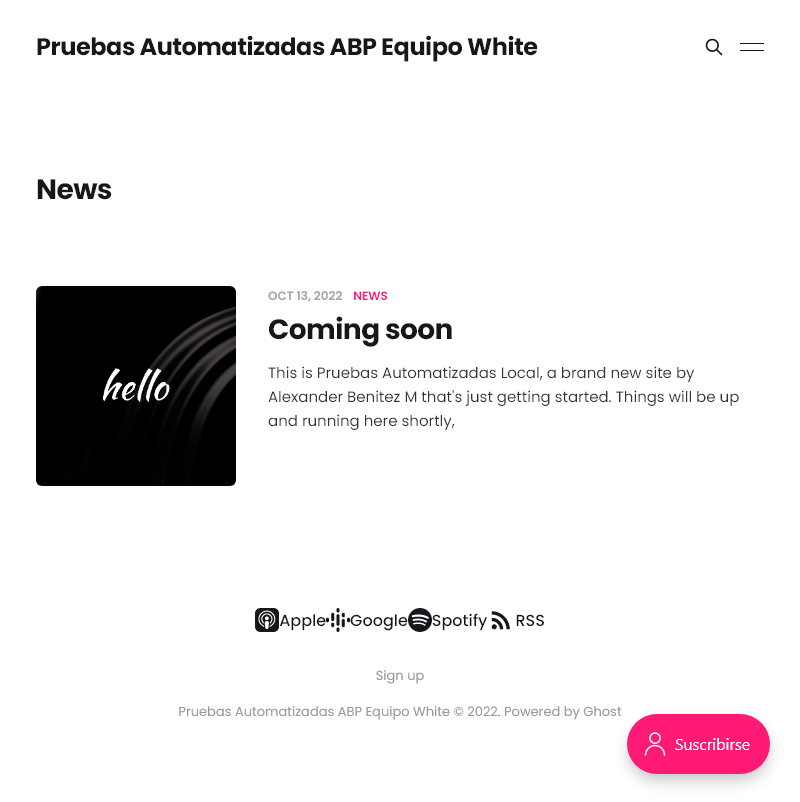 Pruebas Automatizadas ABP Equipo White
News
OCT 13, 2022 NEWS
Coming soon
hello
This is Pruebas Automatizadas Local, a brand new site by
Alexander Benitez M that's just getting started. Things will be up
and running here shortly,
Apple Google Spotify RSS
Sign up
Pruebas Automatizadas ABP Equipo White © 2022. Powered by Ghost
Suscribirse